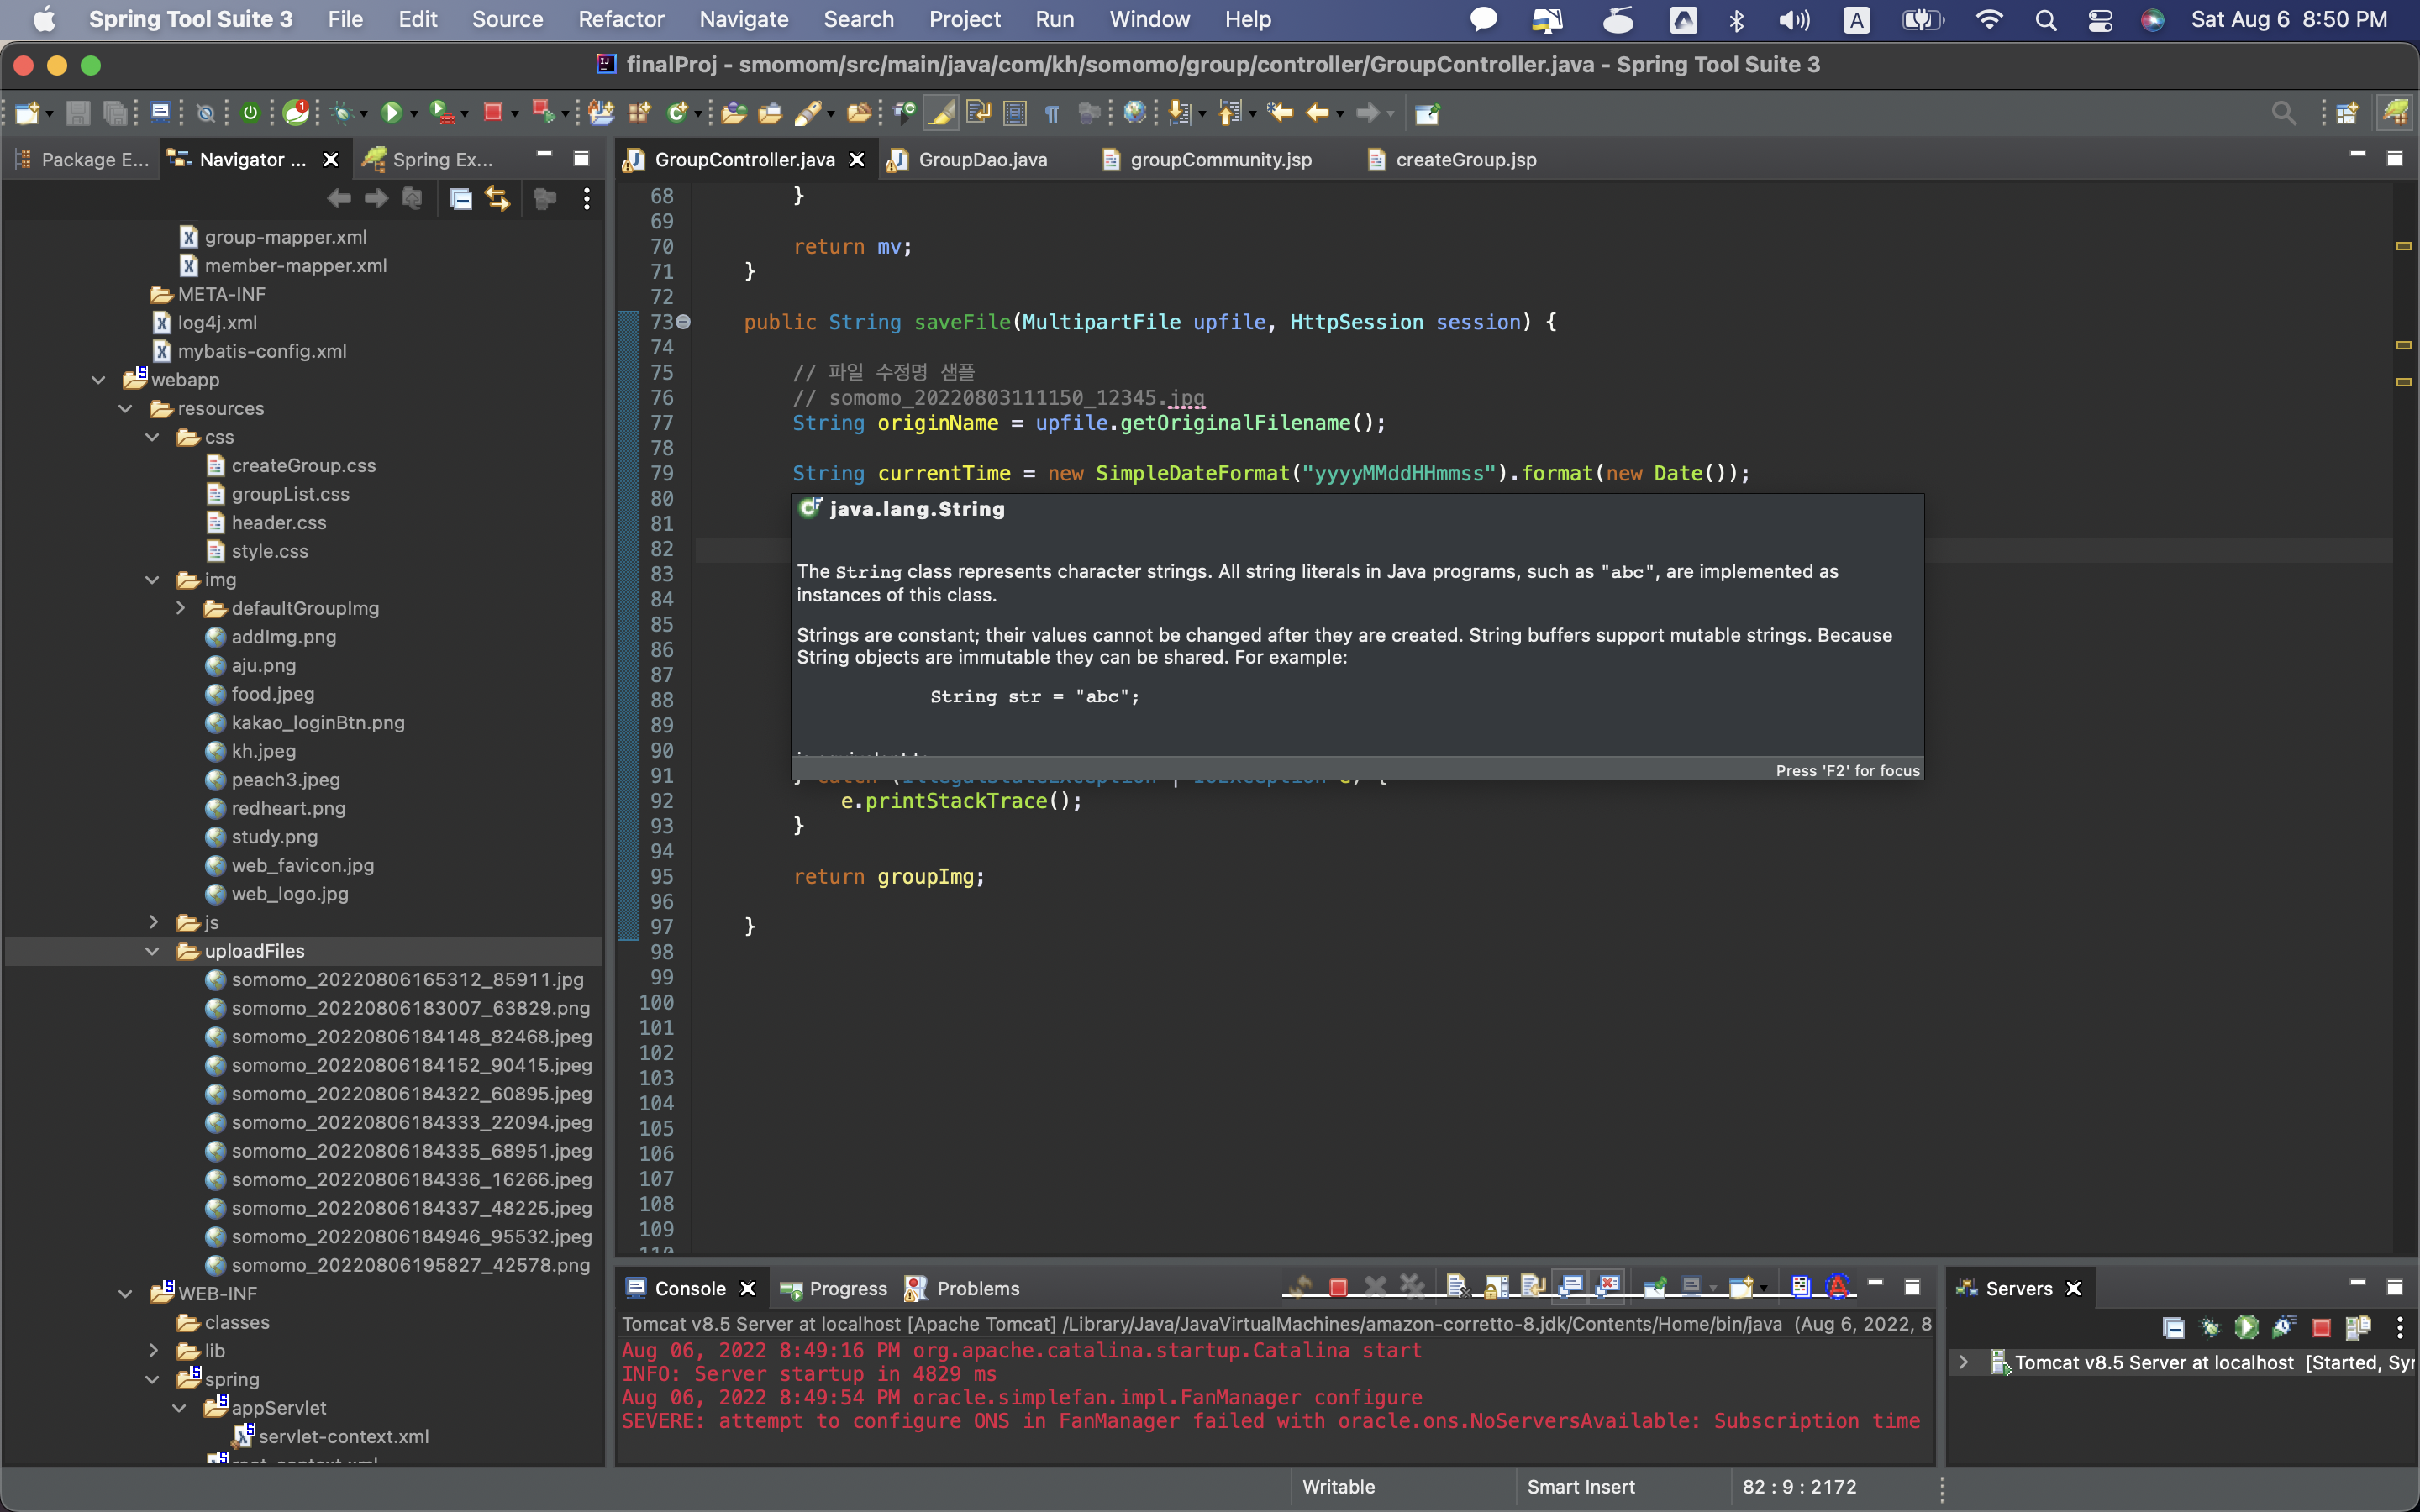 Spring Tool Suite 3 File Edit Source Refactor Navigate Search Project Run Window Help A Sat Aug 6 8:50 PM
finalProj - smomom/src/main/java/com/kh/somomo/group/controller/GroupController.java - Spring Tool Suite 3
Package E... Navigator ... Spring Ex...
group-mapper.xml
member-mapper.xml
META-INF
log4j.xml
mybatis-config.xml
webapp
resources
css
createGroup.css
groupList.css
header.css
style.css
img
defaultGroupImg
addImg.png
aju.png
food.jpeg
kakao_loginBtn.png
kh.jpeg
peach3.jpeg
redheart.png
study.png
web_favicon.jpg
web_logo.jpg
js
uploadFiles
somomo_20220806165312_85911.jpg
somomo_20220806183007_63829.png
somomo_20220806184148_82468.jpeg
somomo_20220806184152_90415.jpeg
somomo_20220806184322_60895.jpeg
somomo_20220806184333_22094.jpeg
somomo_20220806184335_68951.jpeg
somomo_20220806184336_16266.jpeg
somomo_20220806184337_48225.jpeg
somomo_20220806184946_95532.jpeg
somomo_20220806195827_42578.png
WEB-INF
classes
lib
spring
appServlet
servlet-context.xml
GroupController.java GroupDao.java groupCommunity.jsp createGroup.jsp
68 }
69
70 return mv;
71 }
72
73 public String saveFile(MultipartFile upfile, HttpSession session) {
74
75 // 파일 수정명 샘플
76 // somomo_20220803111150_12345.jpg
77 String originName = upfile.getOriginalFilename();
78
79 String currentTime = new SimpleDateFormat("yyyyMMddHHmmss").format(new Date());
80
81
82
83
84
85
86
87
88
89
90
91
java.lang.String
The String class represents character strings. All string literals in Java programs, such as "abc", are implemented as
instances of this class.
Strings are constant; their values cannot be changed after they are created. String buffers support mutable strings. Because
String objects are immutable they can be shared. For example:
String str = "abc";
Press 'F2' for focus
92 e.printStackTrace();
93 }
94
95 return groupImg;
96
97 }
98
99
100
101
102
103
104
105
106
107
108
109
Console Progress Problems
Tomcat v8.5 Server at localhost [Apache Tomcat] /Library/Java/JavaVirtualMachines/amazon-corretto-8.jdk/Contents/Home/bin/java (Aug 6, 2022, 8
Aug 06, 2022 8:49:16 PM org.apache.catalina.startup.Catalina start
INFO: Server startup in 4829 ms
Aug 06, 2022 8:49:54 PM oracle.simplefan.impl.FanManager configure
SEVERE: attempt to configure ONS in FanManager failed with oracle.ons.NoServersAvailable: Subscription time
Servers
Tomcat v8.5 Server at localhost [Started, Syn
Writable Smart Insert 82 : 9 : 2172